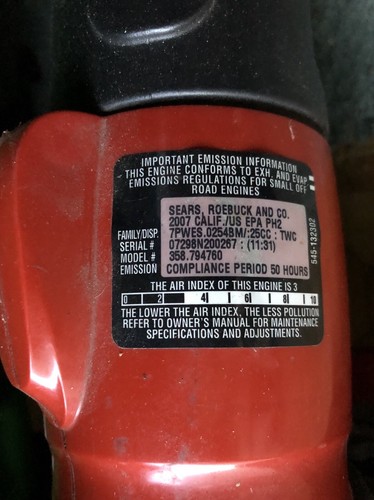 IMPORTANT EMISSION INFORMATION
THIS ENGINE CONFORMS TO EXH. AND EVAP
EMISSIONS REGULATIONS FOR SMALL OFF
ROAD ENGINES
SEARS, ROEBUCK AND CO.
2007 CALIF./US EPA PH2
FAMILY/DISP. 7PWES.0254BM/:25CC : TWC
SERIAL # 07298N200267 : (11:31)
MODEL # 358.794760
EMISSION COMPLIANCE PERIOD 50 HOURS
545-132302
THE AIR INDEX OF THIS ENGINE IS 3
0 2 4 6 8 10
THE LOWER THE AIR INDEX, THE LESS POLLUTION
REFER TO OWNER'S MANUAL FOR MAINTENANCE
SPECIFICATIONS AND ADJUSTMENTS.